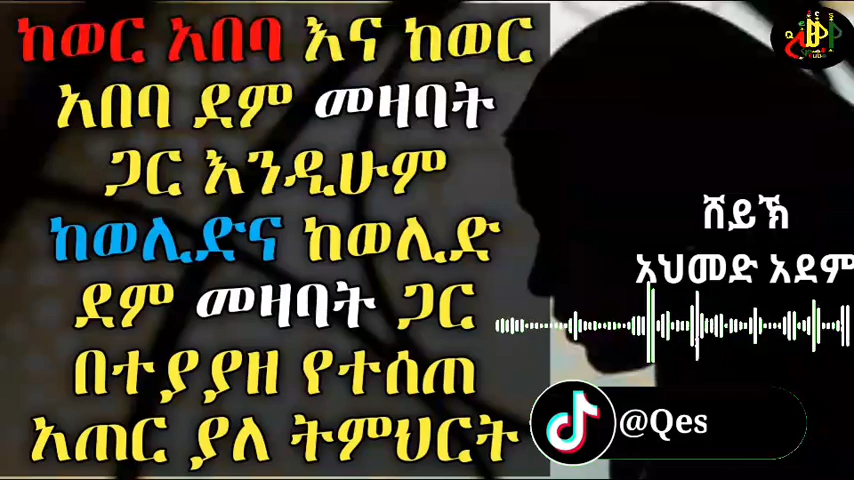 ከወር አበባ እና ከወር
አበባ ደም መዛባት
ጋር እንዲሁም
ከወሊድና ከወሊድ
ደም መዛባት ጋር
በተያያዘ የተሰጠ
አጠር ያለ ትምህርት
ሸይኽ
አህመድ አደም
@Qes